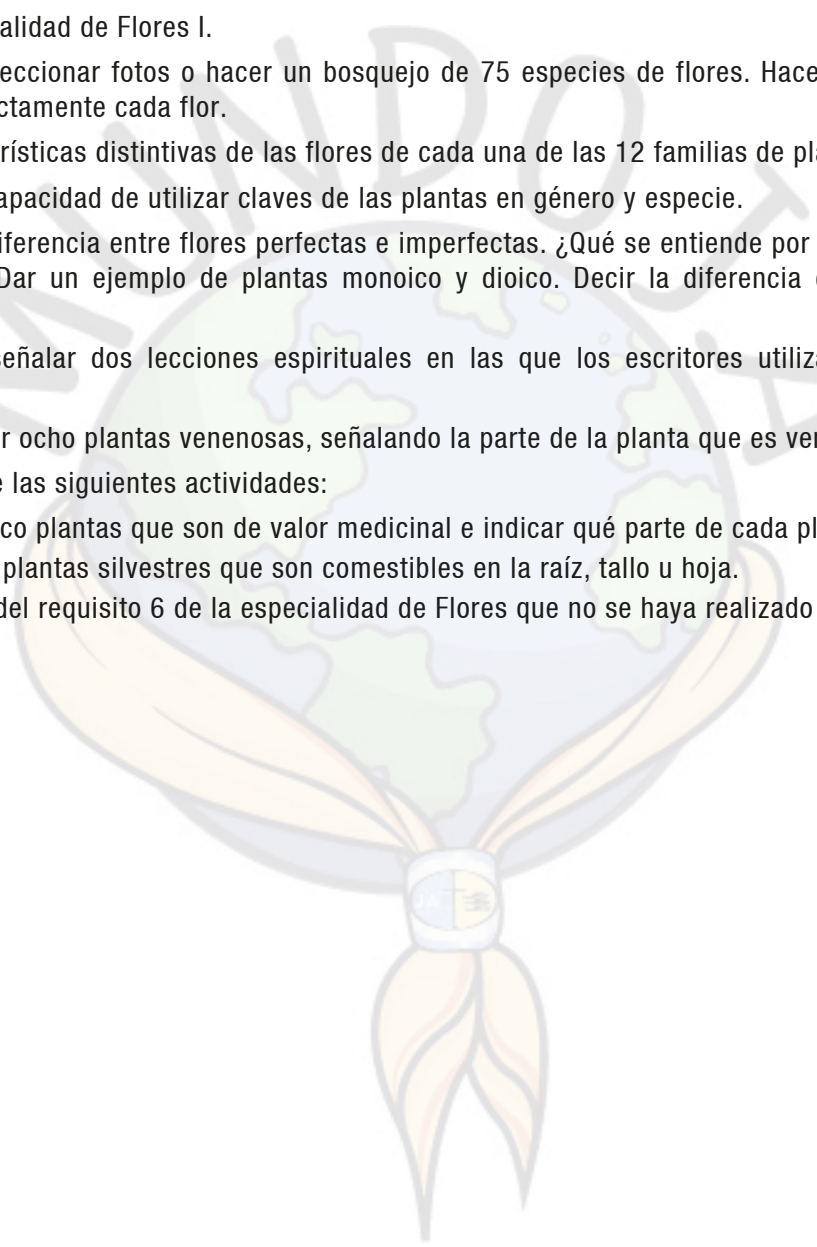 alidad de Flores I.
eccionar fotos o hacer un bosquejo de 75 especies de flores. Hace
ctamente cada flor.
rísticas distintivas de las flores de cada una de las 12 familias de pl
apacidad de utilizar claves de las plantas en género y especie.
iferencia entre flores perfectas e imperfectas. ¿Qué se entiende por
Dar un ejemplo de plantas monoico y dioico. Decir la diferencia
eñalar dos lecciones espirituales en las que los escritores utiliza
r ocho plantas venenosas, señalando la parte de la planta que es ve
e las siguientes actividades:
co plantas que son de valor medicinal e indicar qué parte de cada pl
plantas silvestres que son comestibles en la raíz, tallo u hoja.
del requisito 6 de la especialidad de Flores que no se haya realizado
MUNDO JA
JA